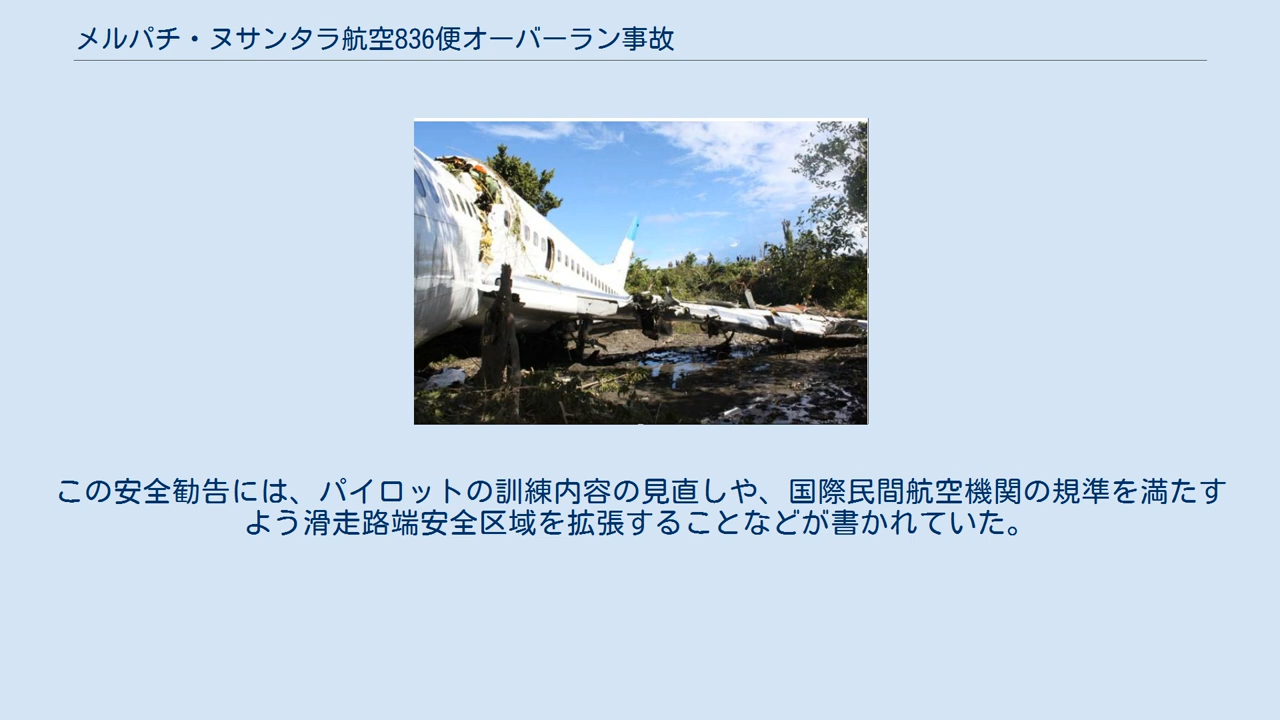 メルパチ・ヌサンタラ航空836便オーバーラン事故
この安全勧告には、パイロットの訓練内容の見直しや、国際民間航空機関の規準を満たす
よう滑走路端安全区域を拡張することなどが書かれていた。